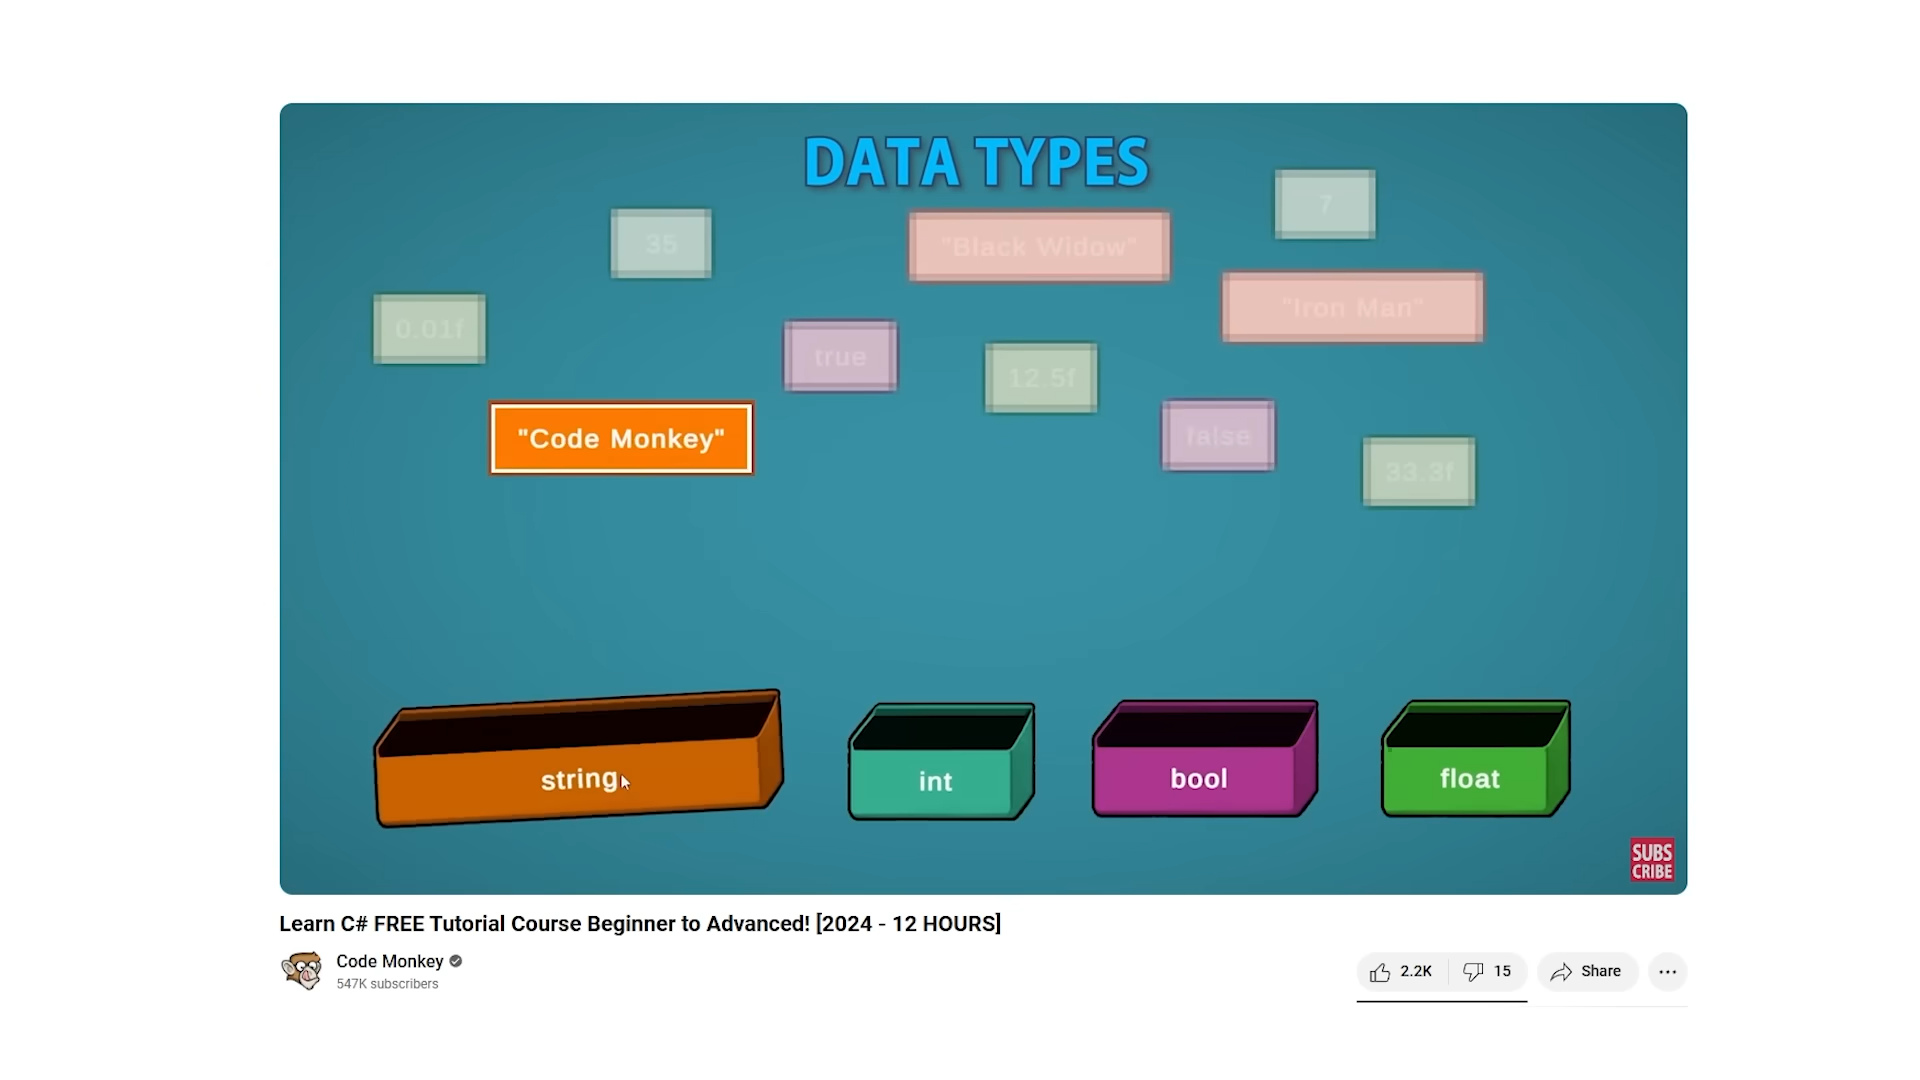 DATA TYPES
7
35
"Black Widow"
"Iron Man"
0.01f
true
12.5f
"Code Monkey"
false
33.3f
string
int
bool
float
SUBS
CRIBE
Learn C# FREE Tutorial Course Beginner to Advanced! [2024 - 12 HOURS]
Code Monkey
547K subscribers
2.2K
15
Share